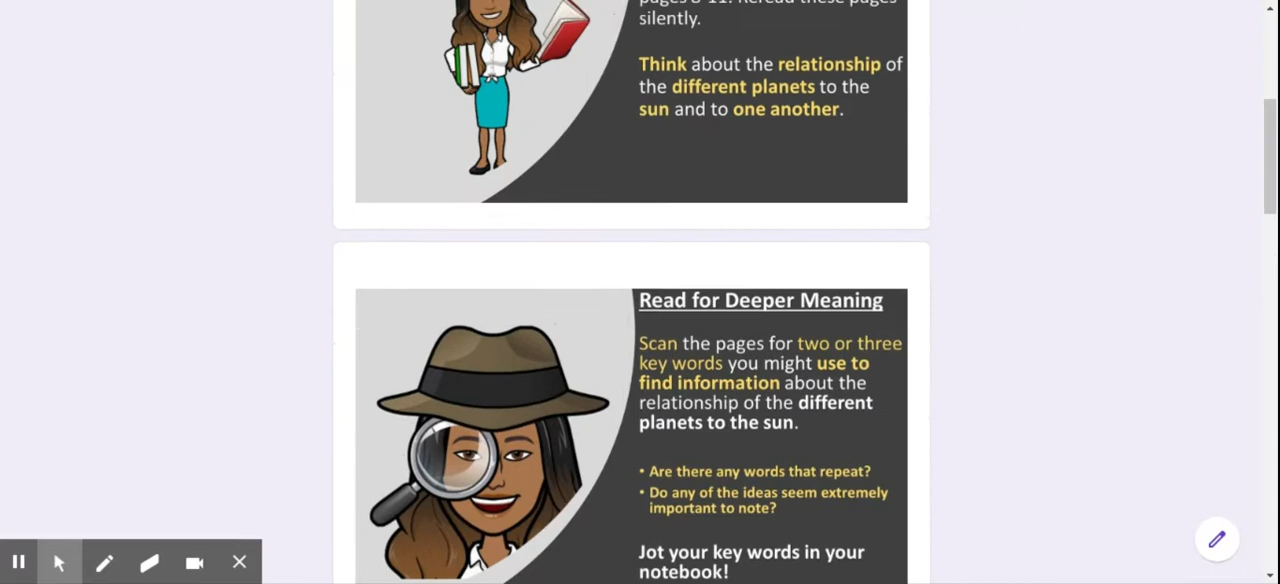 silently.
Think about the relationship of
the different planets to the
sun and to one another.
Read for Deeper Meaning
Scan the pages for two or three
key words you might use to
find information about the
relationship of the different
planets to the sun.
• Are there any words that repeat?
• Do any of the ideas seem extremely
important to note?
Jot your key words in your
notebook!